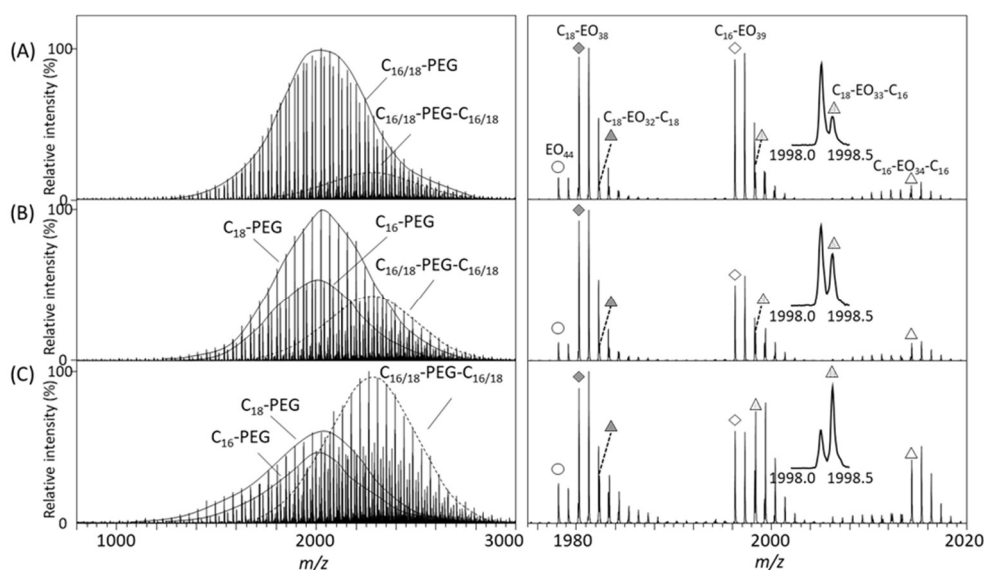 (A)
Relative intensity (%)
100
0
C16/18-PEG
C16/18-PEG-C16/18
C18-EO38
C16-EO39
C18-EO32-C18
EO44
C18-EO33-C16
1998.0 1998.5
C16-EO34-C16
(B)
Relative intensity (%)
100
0
C18-PEG
C16-PEG
C16/18-PEG-C16/18
1998.0 1998.5
(C)
Relative intensity (%)
100
0
C16/18-PEG-C16/18
C18-PEG
C16-PEG
1998.0 1998.5
1000 2000 3000
m/z
1980 2000 2020
m/z